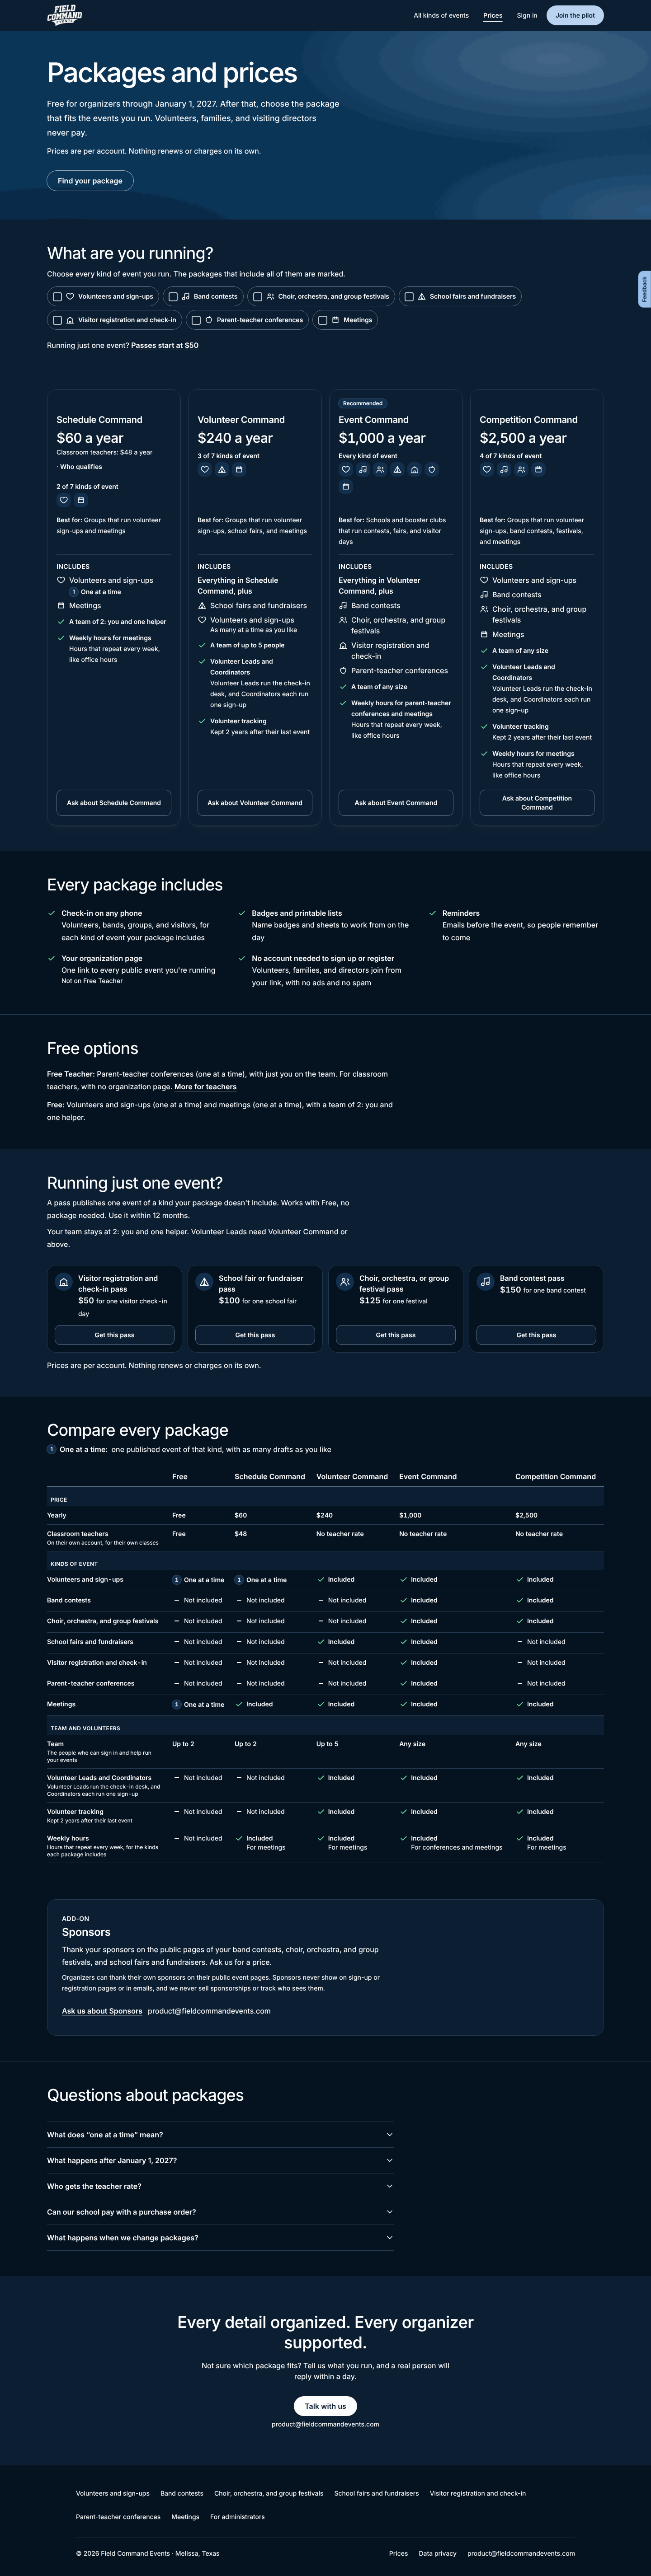 FIELD
COMMAND
EVENTS
All kinds of events
Prices
Sign in
Join the pilot
Packages and prices
Free for organizers through January 1, 2027. After that, choose the package
that fits the events you run. Volunteers, families, and visiting directors
never pay.
Prices are per account. Nothing renews or charges on its own.
Find your package
Feedback
What are you running?
Choose every kind of event you run. The packages that include all of them are marked.
Volunteers and sign-ups
Band contests
Choir, orchestra, and group festivals
School fairs and fundraisers
Visitor registration and check-in
Parent-teacher conferences
Meetings
Running just one event? Passes start at $50
Schedule Command
$60 a year
Classroom teachers: $48 a year
· Who qualifies
2 of 7 kinds of event
Best for: Groups that run volunteer
sign-ups and meetings
INCLUDES
Volunteers and sign-ups
1 One at a time
Meetings
A team of 2: you and one helper
Weekly hours for meetings
Hours that repeat every week,
like office hours
Ask about Schedule Command
Volunteer Command
$240 a year
3 of 7 kinds of event
Best for: Groups that run volunteer
sign-ups, school fairs, and meetings
INCLUDES
Everything in Schedule
Command, plus
School fairs and fundraisers
Volunteers and sign-ups
As many at a time as you like
A team of up to 5 people
Volunteer Leads and
Coordinators
Volunteer Leads run the check-in
desk, and Coordinators each run
one sign-up
Volunteer tracking
Kept 2 years after their last event
Ask about Volunteer Command
Recommended
Event Command
$1,000 a year
Every kind of event
Best for: Schools and booster clubs
that run contests, fairs, and visitor
days
INCLUDES
Everything in Volunteer
Command, plus
Band contests
Choir, orchestra, and group
festivals
Visitor registration and
check-in
Parent-teacher conferences
A team of any size
Weekly hours for parent-teacher
conferences and meetings
Hours that repeat every week,
like office hours
Ask about Event Command
Competition Command
$2,500 a year
4 of 7 kinds of event
Best for: Groups that run volunteer
sign-ups, band contests, festivals,
and meetings
INCLUDES
Volunteers and sign-ups
Band contests
Choir, orchestra, and group
festivals
Meetings
A team of any size
Volunteer Leads and
Coordinators
Volunteer Leads run the check-in
desk, and Coordinators each run
one sign-up
Volunteer tracking
Kept 2 years after their last event
Weekly hours for meetings
Hours that repeat every week,
like office hours
Ask about Competition
Command
Every package includes
Check-in on any phone
Volunteers, bands, groups, and visitors, for
each kind of event your package includes
Badges and printable lists
Name badges and sheets to work from on the
day
Reminders
Emails before the event, so people remember
to come
Your organization page
One link to every public event you're running
Not on Free Teacher
No account needed to sign up or register
Volunteers, families, and directors join from
your link, with no ads and no spam
Free options
Free Teacher: Parent-teacher conferences (one at a time), with just you on the team. For classroom
teachers, with no organization page. More for teachers
Free: Volunteers and sign-ups (one at a time) and meetings (one at a time), with a team of 2: you and
one helper.
Running just one event?
A pass publishes one event of a kind your package doesn't include. Works with Free, no
package needed. Use it within 12 months.
Your team stays at 2: you and one helper. Volunteer Leads need Volunteer Command or
above.
Visitor registration and
check-in pass
$50 for one visitor check-in
day
Get this pass
School fair or fundraiser
pass
$100 for one school fair
Get this pass
Choir, orchestra, or group
festival pass
$125 for one festival
Get this pass
Band contest pass
$150 for one band contest
Get this pass
Prices are per account. Nothing renews or charges on its own.
Compare every package
1 One at a time: one published event of that kind, with as many drafts as you like
Free Schedule Command Volunteer Command Event Command Competition Command
PRICE
Yearly Free $60 $240 $1,000 $2,500
Classroom teachers Free $48 No teacher rate No teacher rate No teacher rate
On their own account, for their own classes
KINDS OF EVENT
Volunteers and sign-ups 1 One at a time 1 One at a time Included Included Included
Band contests Not included Not included Not included Included Included
Choir, orchestra, and group festivals Not included Not included Not included Included Included
School fairs and fundraisers Not included Not included Included Included Not included
Visitor registration and check-in Not included Not included Not included Included Not included
Parent-teacher conferences Not included Not included Not included Included Not included
Meetings 1 One at a time Included Included Included Included
TEAM AND VOLUNTEERS
Team Up to 2 Up to 2 Up to 5 Any size Any size
The people who can sign in and help run
your events
Volunteer Leads and Coordinators Not included Not included Included Included Included
Volunteer Leads run the check-in desk, and
Coordinators each run one sign-up
Volunteer tracking Not included Not included Included Included Included
Kept 2 years after their last event
Weekly hours Not included Included Included Included Included
Hours that repeat every week, for the kinds For meetings For meetings For conferences and meetings For meetings
each package includes
ADD-ON
Sponsors
Thank your sponsors on the public pages of your band contests, choir, orchestra, and group
festivals, and school fairs and fundraisers. Ask us for a price.
Organizers can thank their own sponsors on their public event pages. Sponsors never show on sign-up or
registration pages or in emails, and we never sell sponsorships or track who sees them.
Ask us about Sponsors product@fieldcommandevents.com
Questions about packages
What does “one at a time” mean?
What happens after January 1, 2027?
Who gets the teacher rate?
Can our school pay with a purchase order?
What happens when we change packages?
Every detail organized. Every organizer
supported.
Not sure which package fits? Tell us what you run, and a real person will
reply within a day.
Talk with us
product@fieldcommandevents.com
Volunteers and sign-ups
Band contests
Choir, orchestra, and group festivals
School fairs and fundraisers
Visitor registration and check-in
Parent-teacher conferences
Meetings
For administrators
© 2026 Field Command Events · Melissa, Texas
Prices
Data privacy
product@fieldcommandevents.com